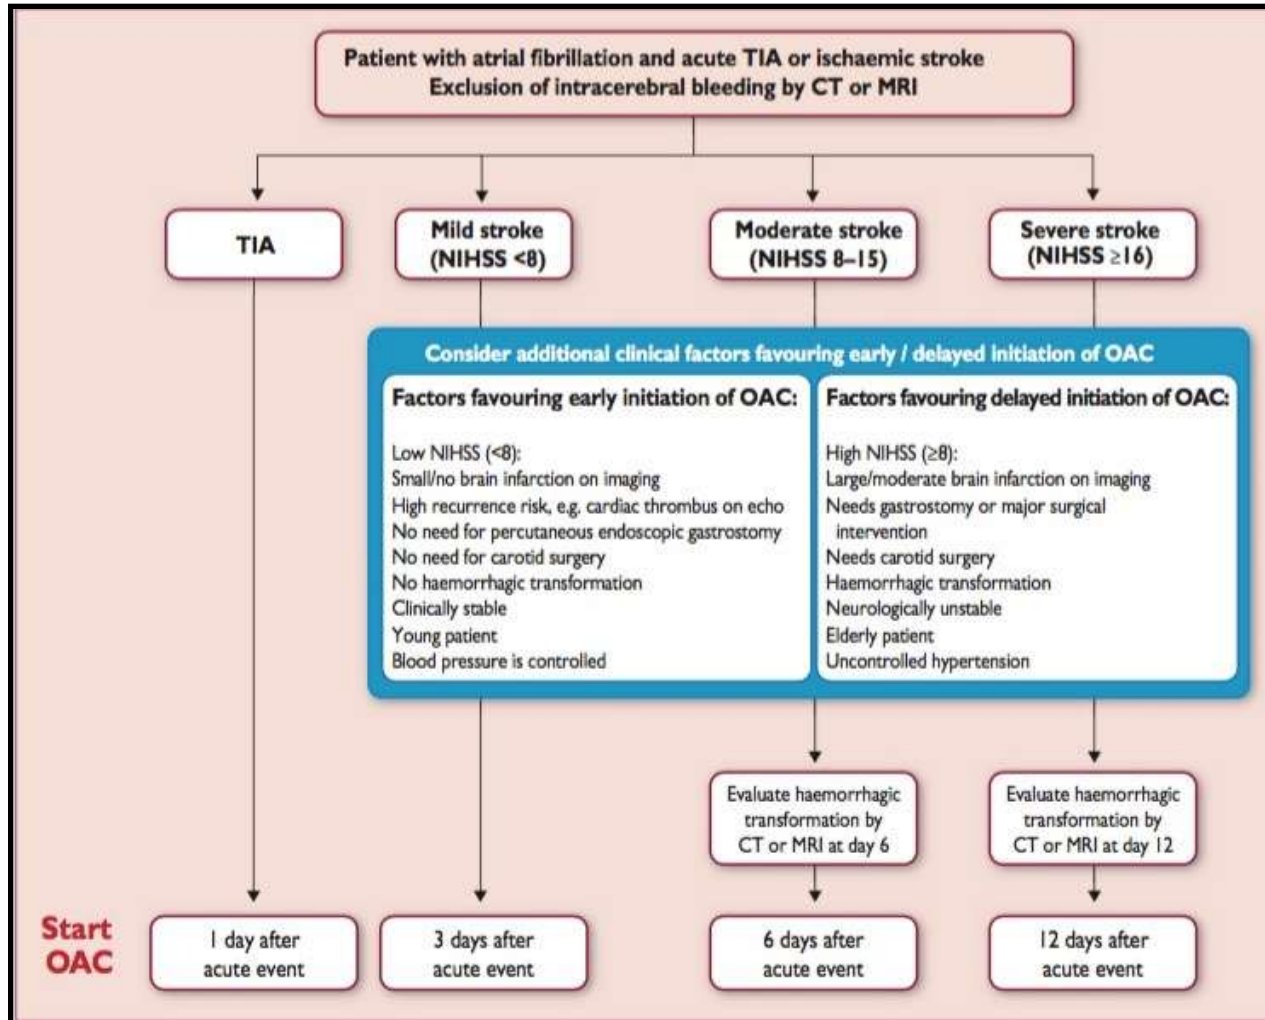 Patient with atrial fibrillation and acute TIA or ischaemic stroke
Exclusion of intracerebral bleeding by CT or MRI
TIA
Mild stroke
(NIHSS <8)
Moderate stroke
(NIHSS 8–15)
Severe stroke
(NIHSS ≥16)
Consider additional clinical factors favouring early / delayed initiation of OAC
Factors favouring early initiation of OAC:
Low NIHSS (<8):
Small/no brain infarction on imaging
High recurrence risk, e.g. cardiac thrombus on echo
No need for percutaneous endoscopic gastrostomy
No need for carotid surgery
No haemorrhagic transformation
Clinically stable
Young patient
Blood pressure is controlled
Factors favouring delayed initiation of OAC:
High NIHSS (≥8):
Large/moderate brain infarction on imaging
Needs gastrostomy or major surgical
intervention
Needs carotid surgery
Haemorrhagic transformation
Neurologically unstable
Elderly patient
Uncontrolled hypertension
Evaluate haemorrhagic
transformation by
CT or MRI at day 6
Evaluate haemorrhagic
transformation by
CT or MRI at day 12
Start
OAC
1 day after
acute event
3 days after
acute event
6 days after
acute event
12 days after
acute event